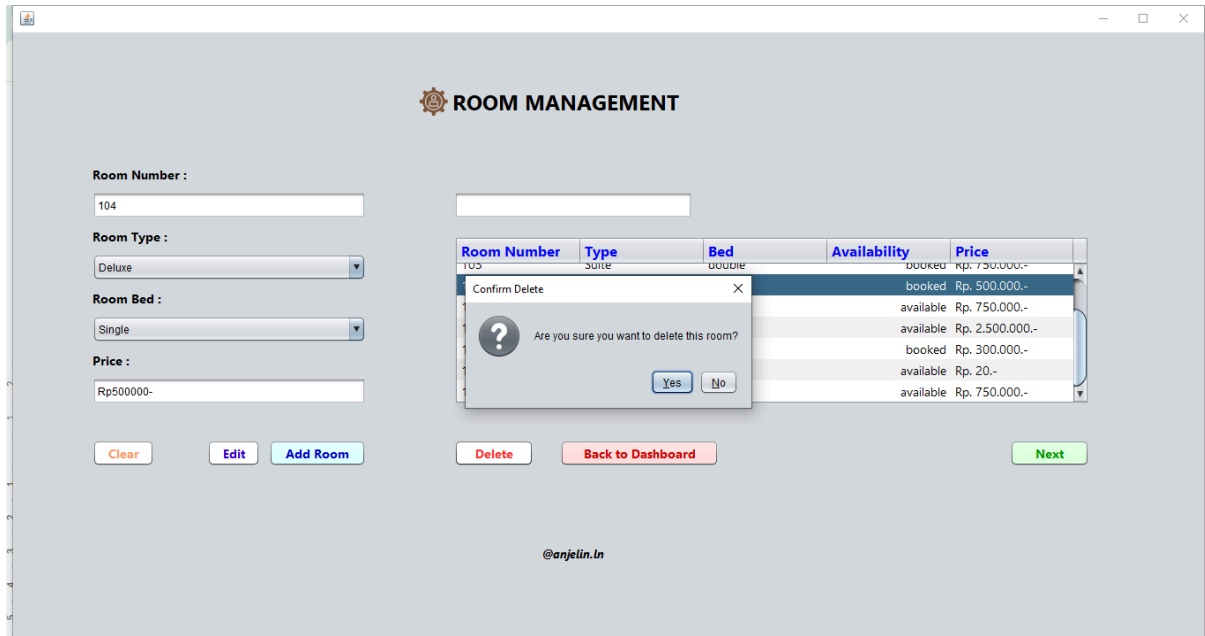 ROOM MANAGEMENT
Room Number :
104
Room Type :
Deluxe
Room Bed :
Single
Price :
Rp500000-
Clear Edit Add Room
Room Number Type Bed Availability Price
103 Suite double booked Rp. 750.000.-
booked Rp. 500.000.-
available Rp. 750.000.-
available Rp. 2.500.000.-
booked Rp. 300.000.-
available Rp. 20.-
available Rp. 750.000.-
Confirm Delete
Are you sure you want to delete this room?
Yes No
Delete Back to Dashboard Next
@anjelin.ln